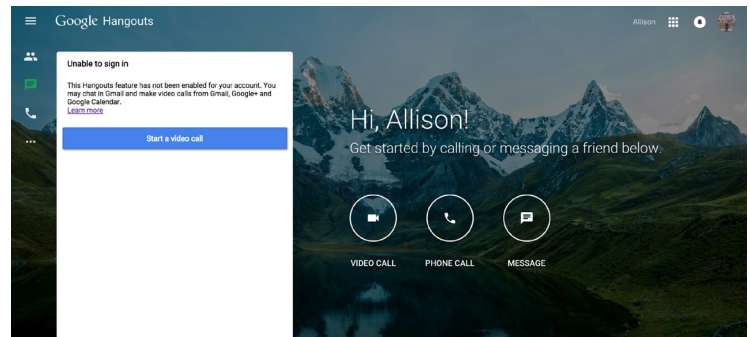 Google Hangouts
Allison
Unable to sign in
This Hangouts feature has not been enabled for your account. You
may chat in Gmail and make video calls from Gmail, Google+ and
Google Calendar.
Learn more
Start a video call
Hi, Allison!
Get started by calling or messaging a friend below.
VIDEO CALL
PHONE CALL
MESSAGE